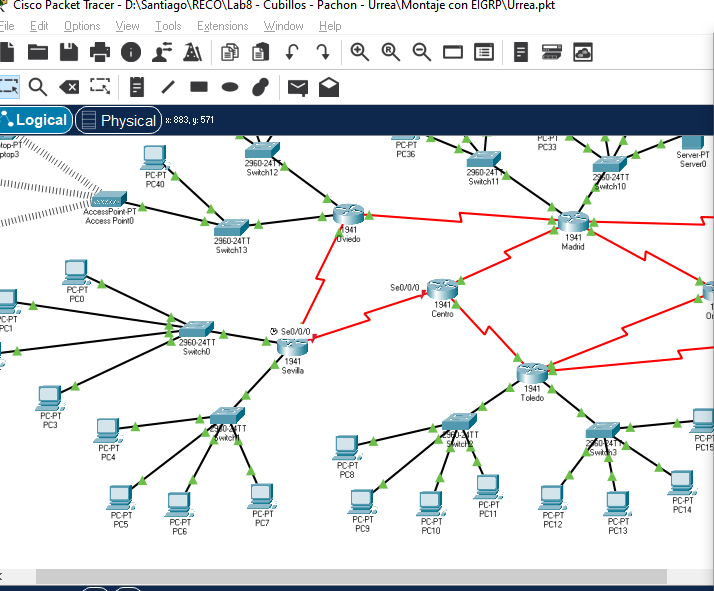 Cisco Packet Tracer - D:\Santiago\RECO\Lab8 - Cubillos - Pachon - Urrea\Montaje con EIGRP\Urrea.pkt
File Edit Options View Tools Extensions Window Help
Logical Physical x: 883, y: 571
top-PT
ptop3
PC-PT
PC40
2960-24TT
Switch12
PC-PT
PC36
2960-24TT
Switch11
PC-PT
PC33
2960-24TT
Switch10
Server-PT
Server0
AccessPoint-PT
Access Point0
2960-24TT
Switch13
1941
Oviedo
1941
Madrid
PC-PT
PC0
PC-PT
PC1
Se0/0/0
1941
Centro
2960-24TT
Switch0
Se0/0/0
1941
Sevilla
1941
Toledo
PC-PT
PC3
PC-PT
PC4
2960-24TT
Switch1
PC-PT
PC8
2960-24TT
Switch2
2960-24TT
Switch3
PC-PT
PC15
PC-PT
PC5
PC-PT
PC6
PC-PT
PC7
PC-PT
PC9
PC-PT
PC10
PC-PT
PC11
PC-PT
PC12
PC-PT
PC13
PC-PT
PC14